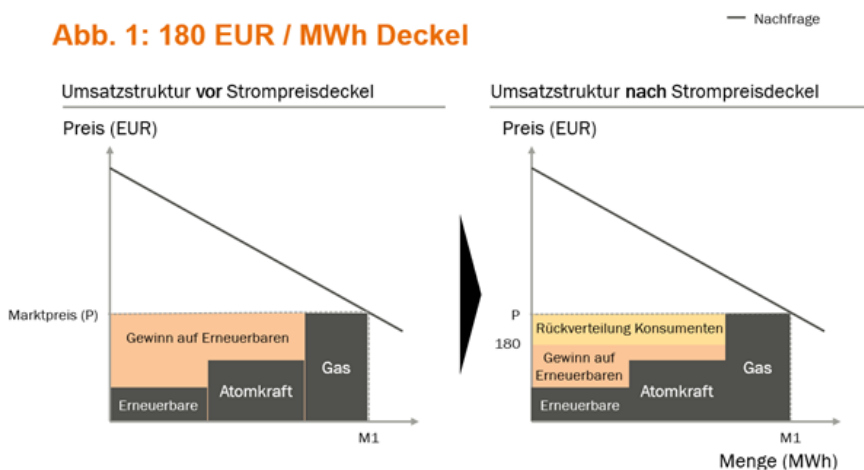 Abb. 1: 180 EUR / MWh Deckel
Nachfrage
Umsatzstruktur vor Strompreisdeckel
Preis (EUR)
Marktpreis (P)
Gewinn auf Erneuerbaren
Gas
Atomkraft
Erneuerbare
M1
Umsatzstruktur nach Strompreisdeckel
Preis (EUR)
P
Rückverteilung Konsumenten
180
Gewinn auf
Erneuerbaren
Gas
Atomkraft
Erneuerbare
M1
Menge (MWh)